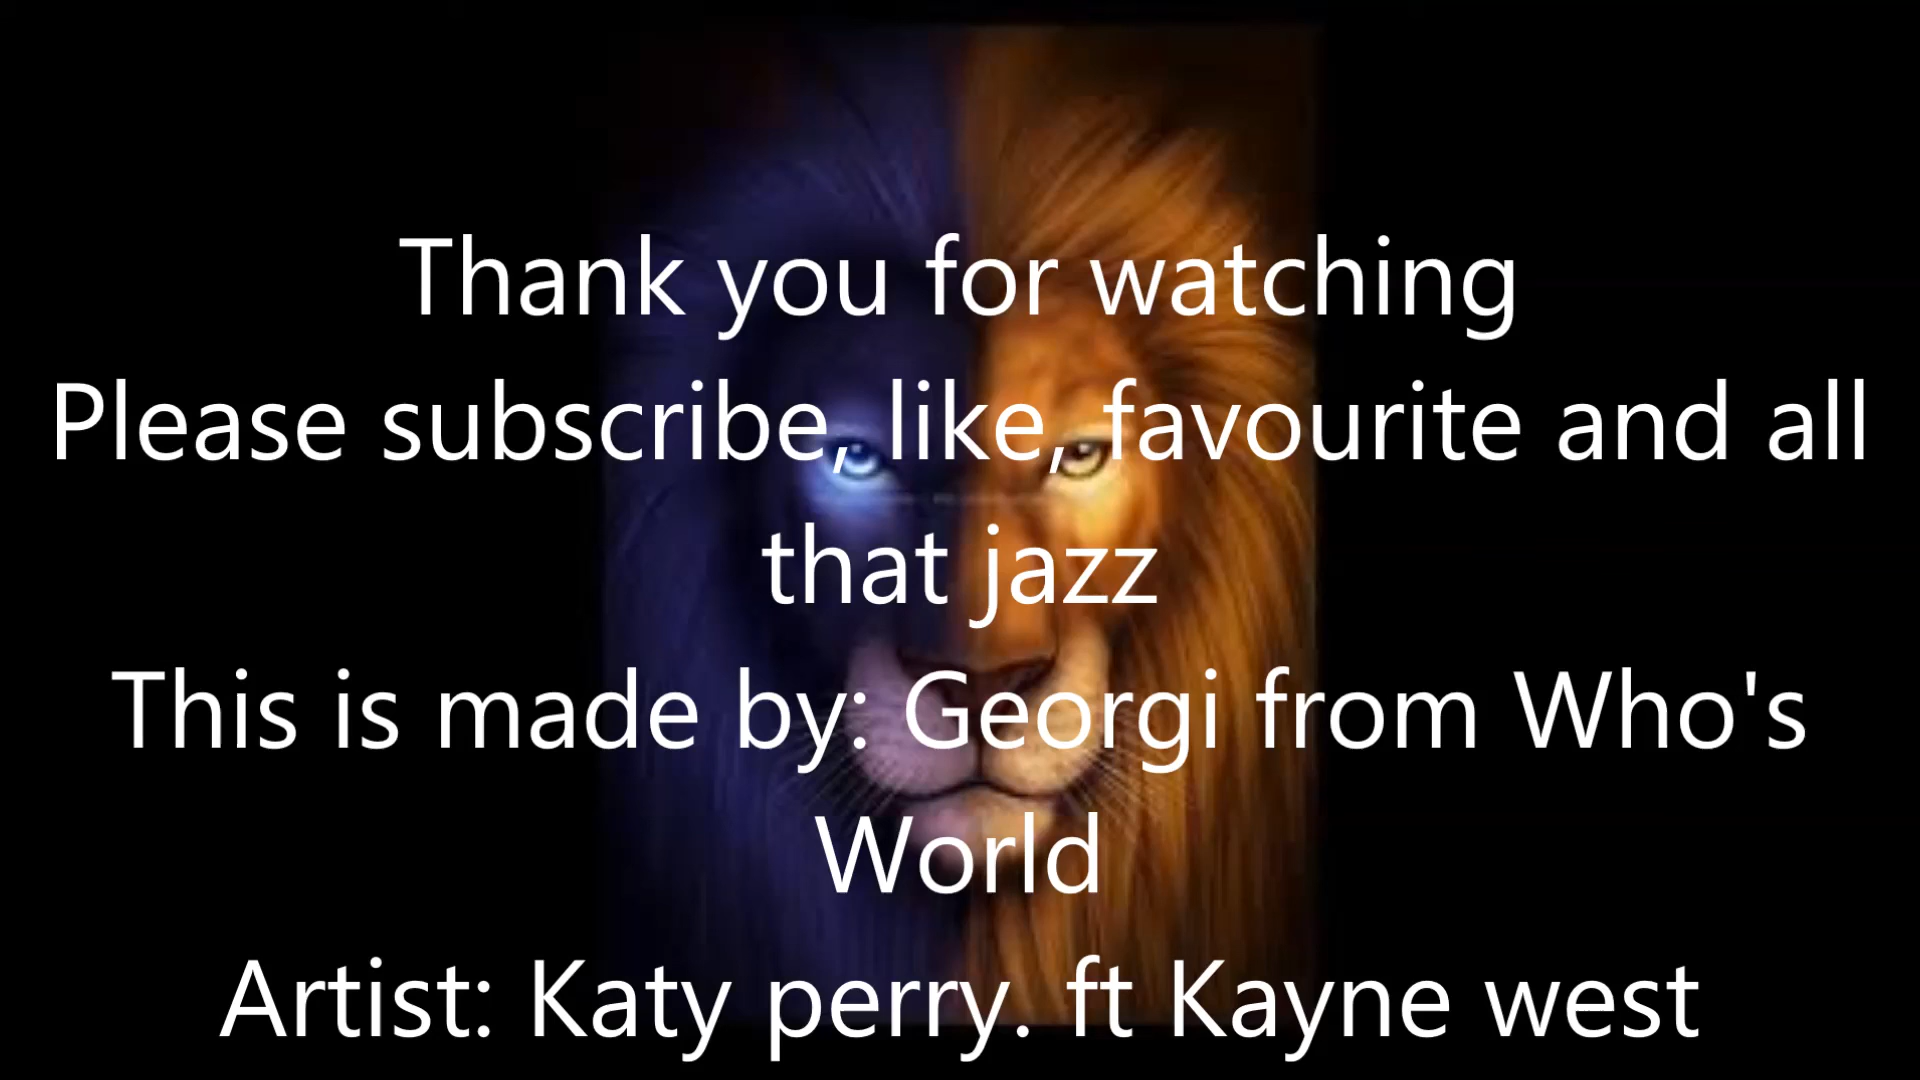 Thank you for watching
Please subscribe, like, favourite and all
that jazz
This is made by: Georgi from Who's
World
Artist: Katy perry. ft Kayne west